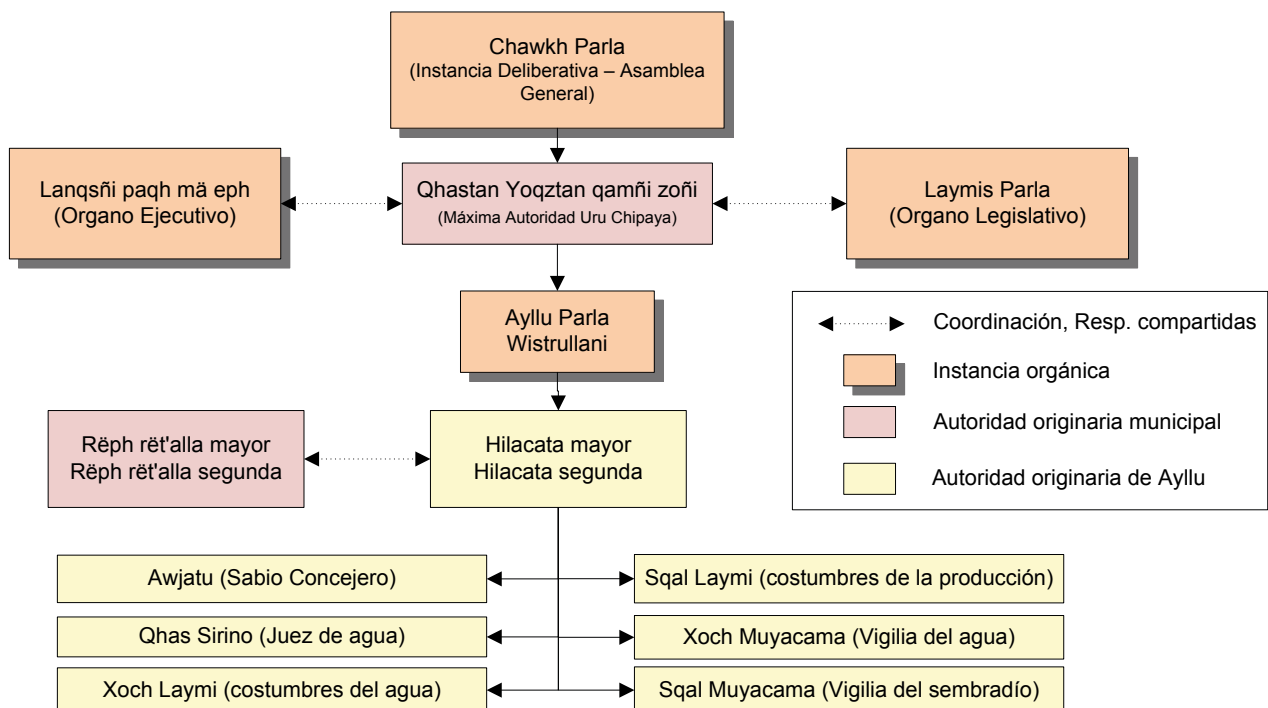 Chawkh Parla
(Instancia Deliberativa – Asamblea
General)
Lanqsñi paqh mä eph
(Organo Ejecutivo)
Qhastan Yoqztan qamñi zoñi
(Máxima Autoridad Uru Chipaya)
Laymis Parla
(Organo Legislativo)
Ayllu Parla
Wistrullani
Coordinación, Resp. compartidas
Instancia orgánica
Autoridad originaria municipal
Autoridad originaria de Ayllu
Rëph rët'alla mayor
Rëph rët'alla segunda
Hilacata mayor
Hilacata segunda
Awjatu (Sabio Concejero)
Sqal Laymi (costumbres de la producción)
Qhas Sirino (Juez de agua)
Xoch Muyacama (Vigilia del agua)
Xoch Laymi (costumbres del agua)
Sqal Muyacama (Vigilia del sembradío)